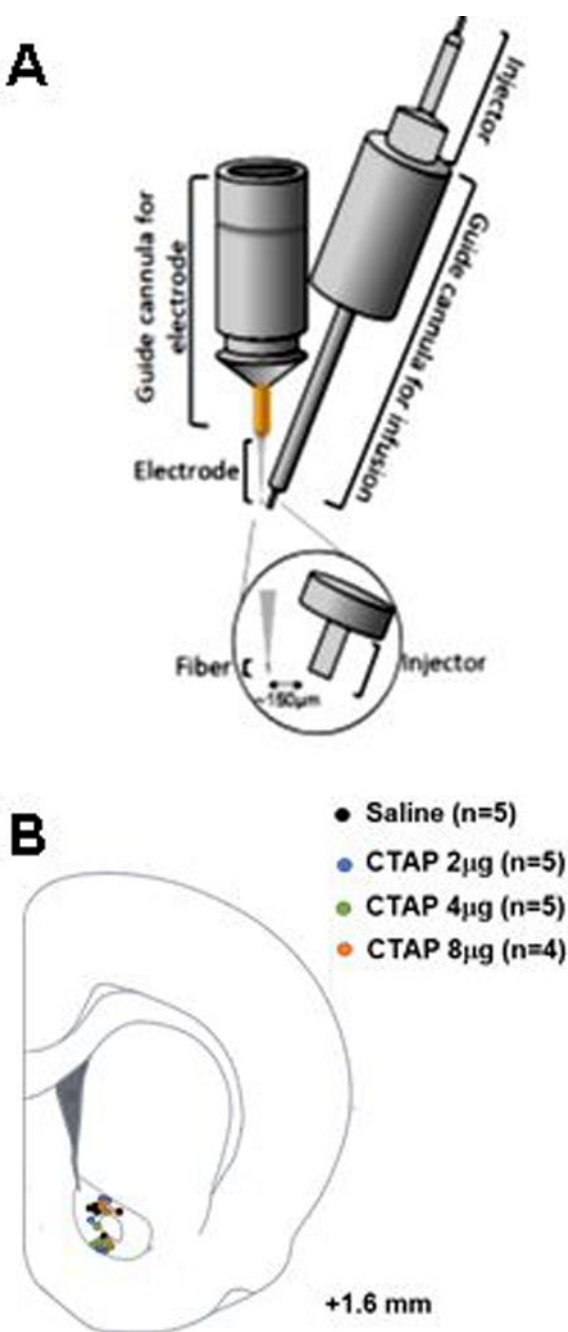 A
Injector
Guide cannula for
electrode
Guide cannula for infusion
Electrode
Fiber
Injector
~150μm
B
Saline (n=5)
CTAP 2μg (n=5)
CTAP 4μg (n=5)
CTAP 8μg (n=4)
+1.6 mm